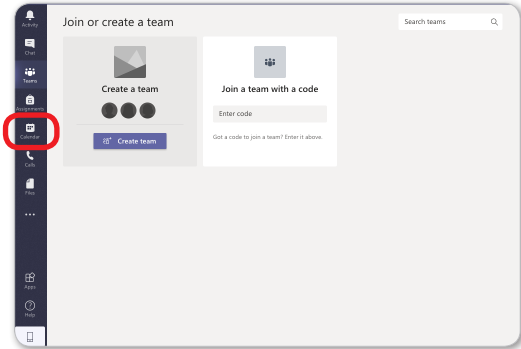 Activity
Chat
Teams
Assignments
Calendar
Calls
Files
Apps
Help
Join or create a team
Search teams
Create a team
Create team
Join a team with a code
Enter code
Got a code to join a team? Enter it above.